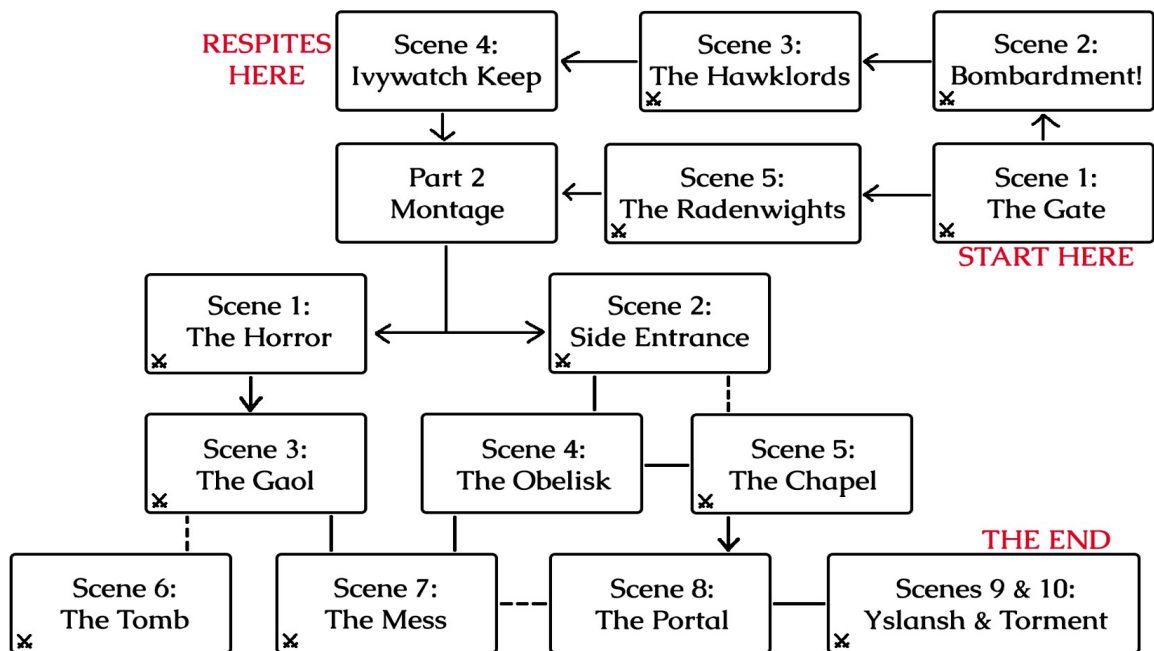 RESPITES
HERE
Scene 4:
Ivywatch Keep
Scene 3:
The Hawklords
Scene 2:
Bombardment!
Part 2
Montage
Scene 5:
The Radenwights
Scene 1:
The Gate
START HERE
Scene 1:
The Horror
Scene 2:
Side Entrance
Scene 3:
The Gaol
Scene 4:
The Obelisk
Scene 5:
The Chapel
THE END
Scene 6:
The Tomb
Scene 7:
The Mess
Scene 8:
The Portal
Scenes 9 & 10:
Yslansh & Torment